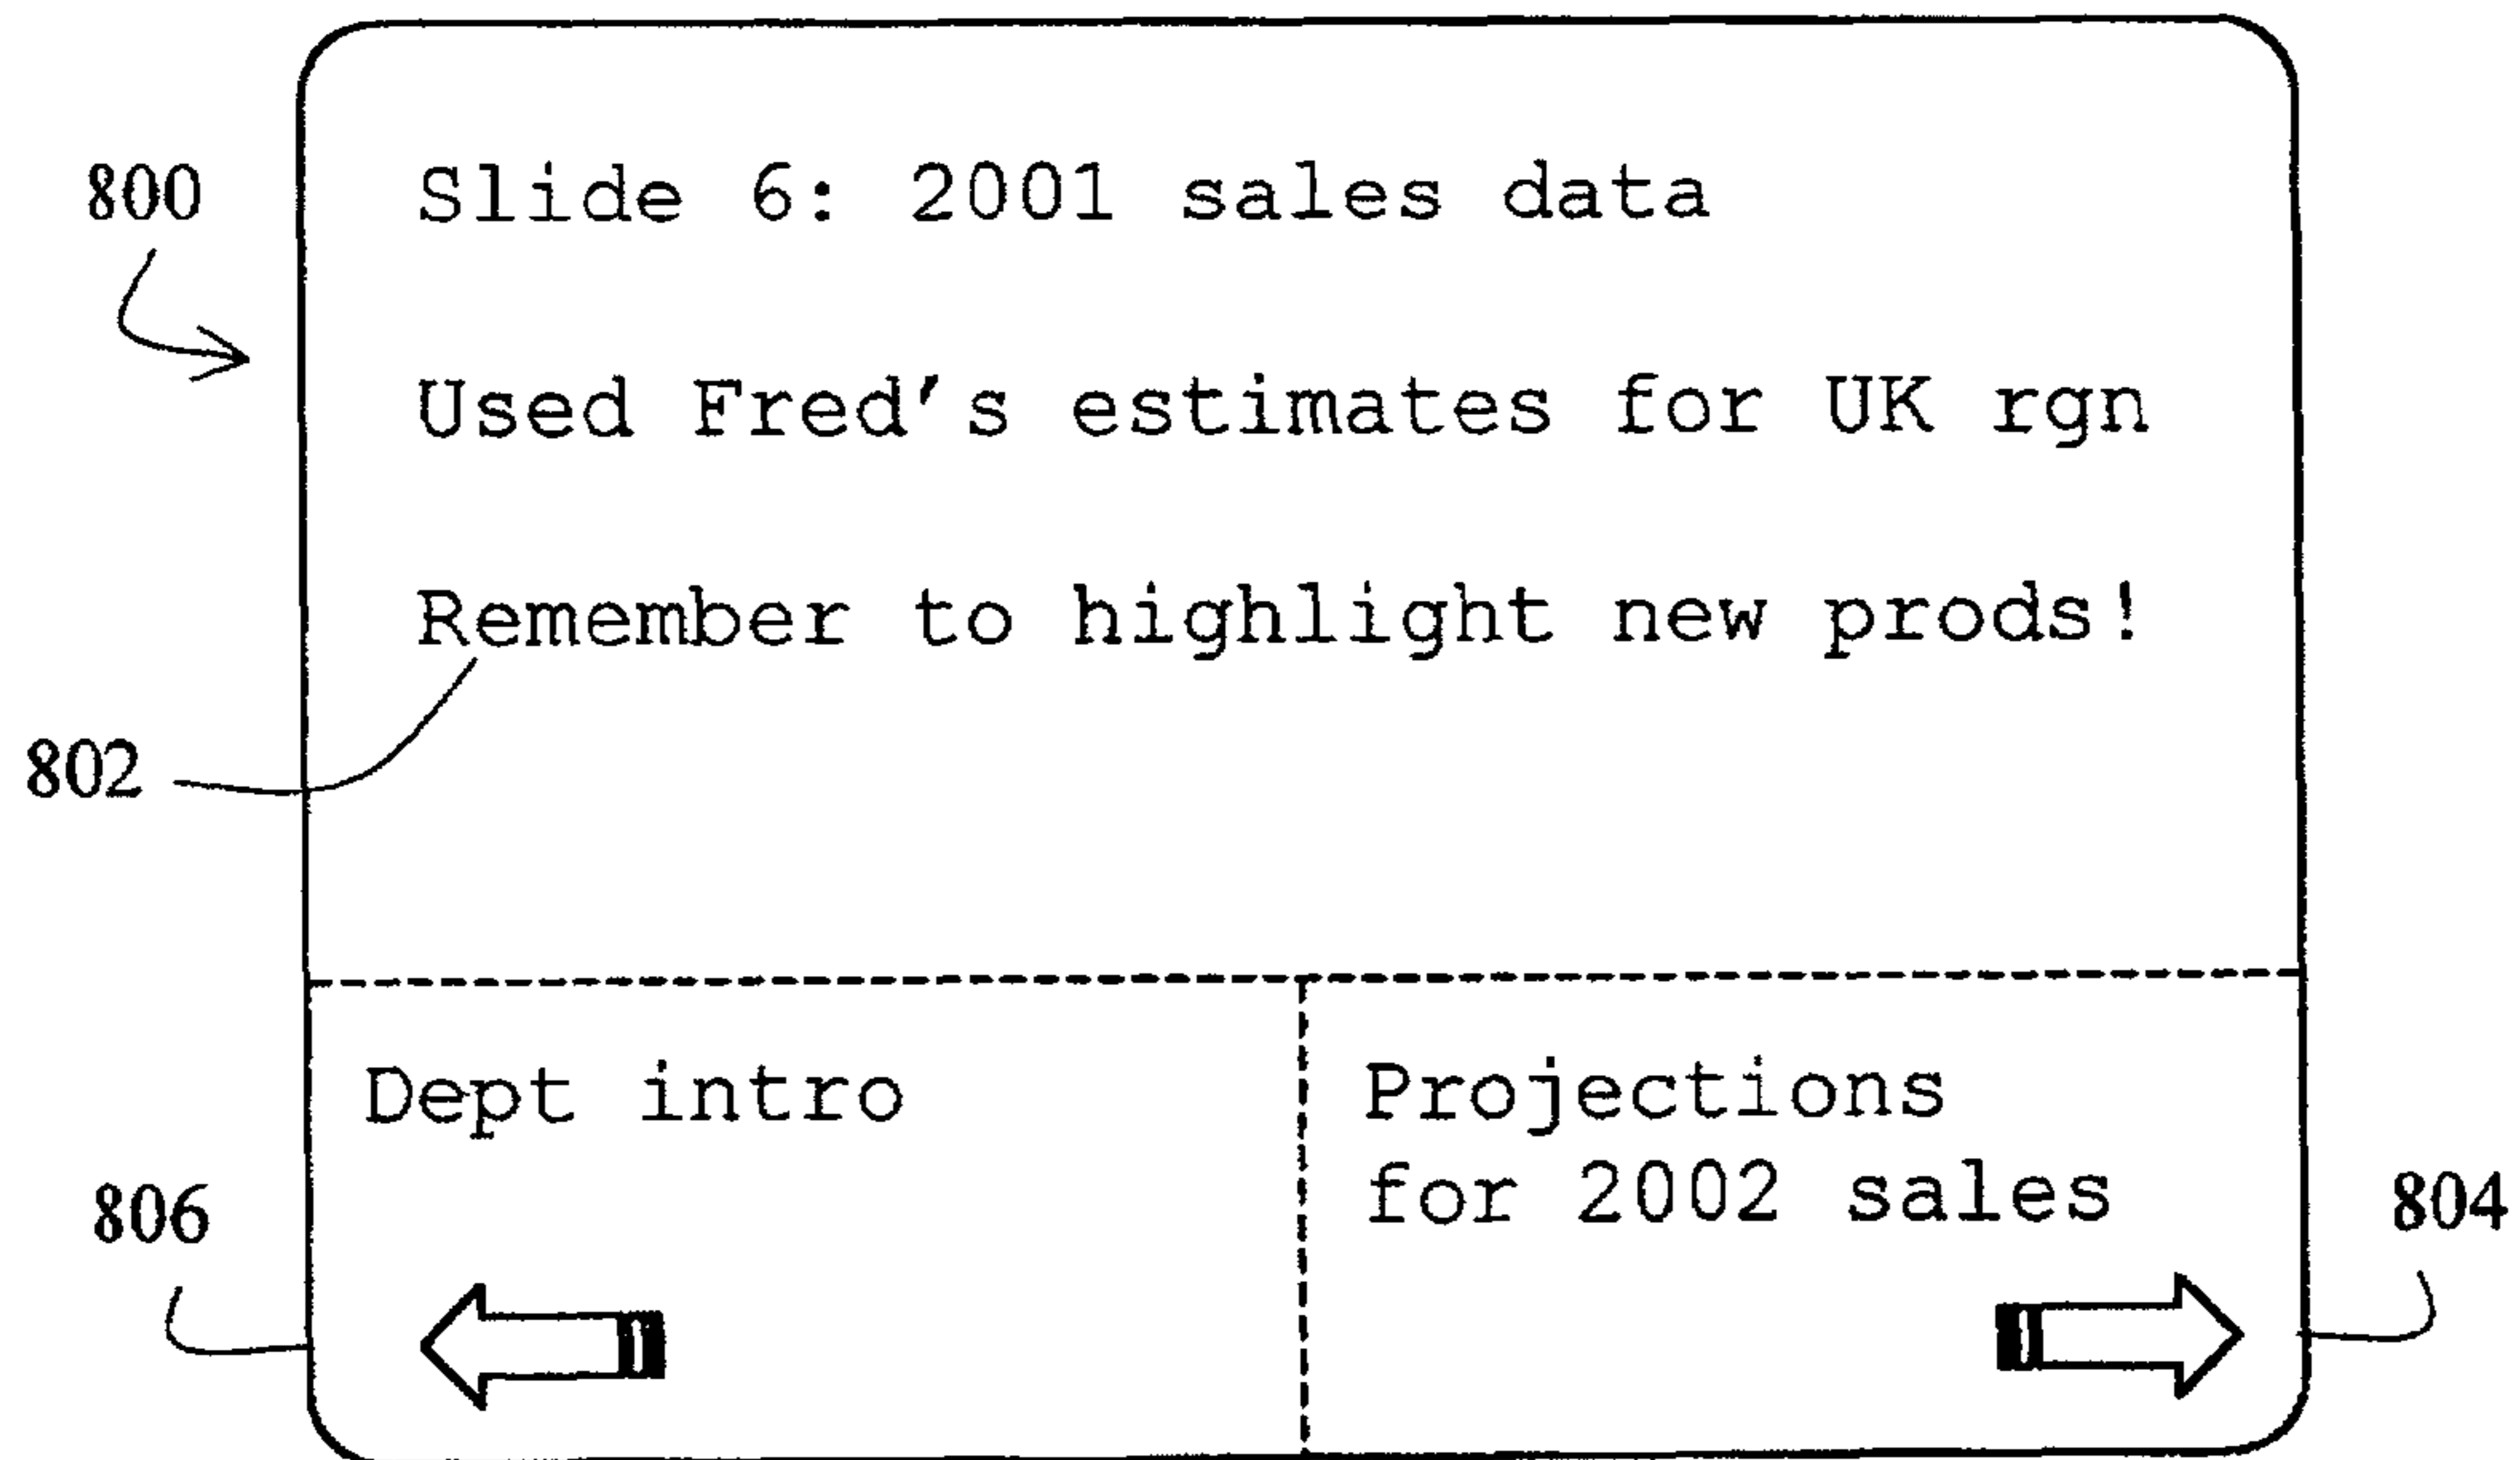 800
Slide 6: 2001 sales data
Used Fred's estimates for UK rgn
Remember to highlight new prods!
802
Dept intro
Projections
for 2002 sales
806
804